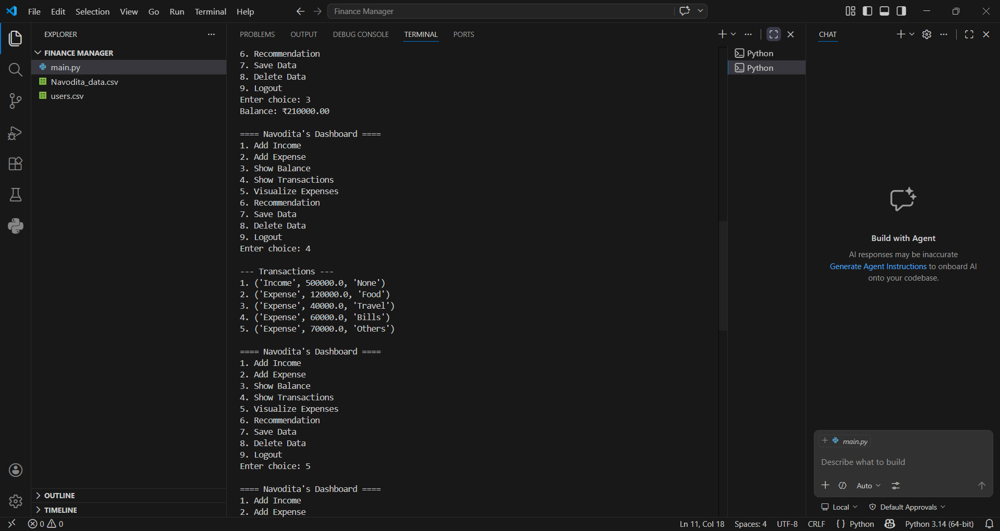 File Edit Selection View Go Run Terminal Help
Finance Manager
EXPLORER
FINANCE MANAGER
main.py
Navodita_data.csv
users.csv
OUTLINE
TIMELINE
PROBLEMS OUTPUT DEBUG CONSOLE TERMINAL PORTS
6. Recommendation
7. Save Data
8. Delete Data
9. Logout
Enter choice: 3
Balance: ₹210000.00
==== Navodita's Dashboard ====
1. Add Income
2. Add Expense
3. Show Balance
4. Show Transactions
5. Visualize Expenses
6. Recommendation
7. Save Data
8. Delete Data
9. Logout
Enter choice: 4
--- Transactions ---
1. ('Income', 500000.0, 'None')
2. ('Expense', 120000.0, 'Food')
3. ('Expense', 40000.0, 'Travel')
4. ('Expense', 60000.0, 'Bills')
5. ('Expense', 70000.0, 'Others')
==== Navodita's Dashboard ====
1. Add Income
2. Add Expense
3. Show Balance
4. Show Transactions
5. Visualize Expenses
6. Recommendation
7. Save Data
8. Delete Data
9. Logout
Enter choice: 5
==== Navodita's Dashboard ====
1. Add Income
2. Add Expense
Python
Python
CHAT
Build with Agent
AI responses may be inaccurate
Generate Agent Instructions to onboard AI
onto your codebase.
main.py
Describe what to build
Auto
Local Default Approvals
0 0
Ln 11, Col 18 Spaces: 4 UTF-8 CRLF {} Python Python 3.14 (64-bit)